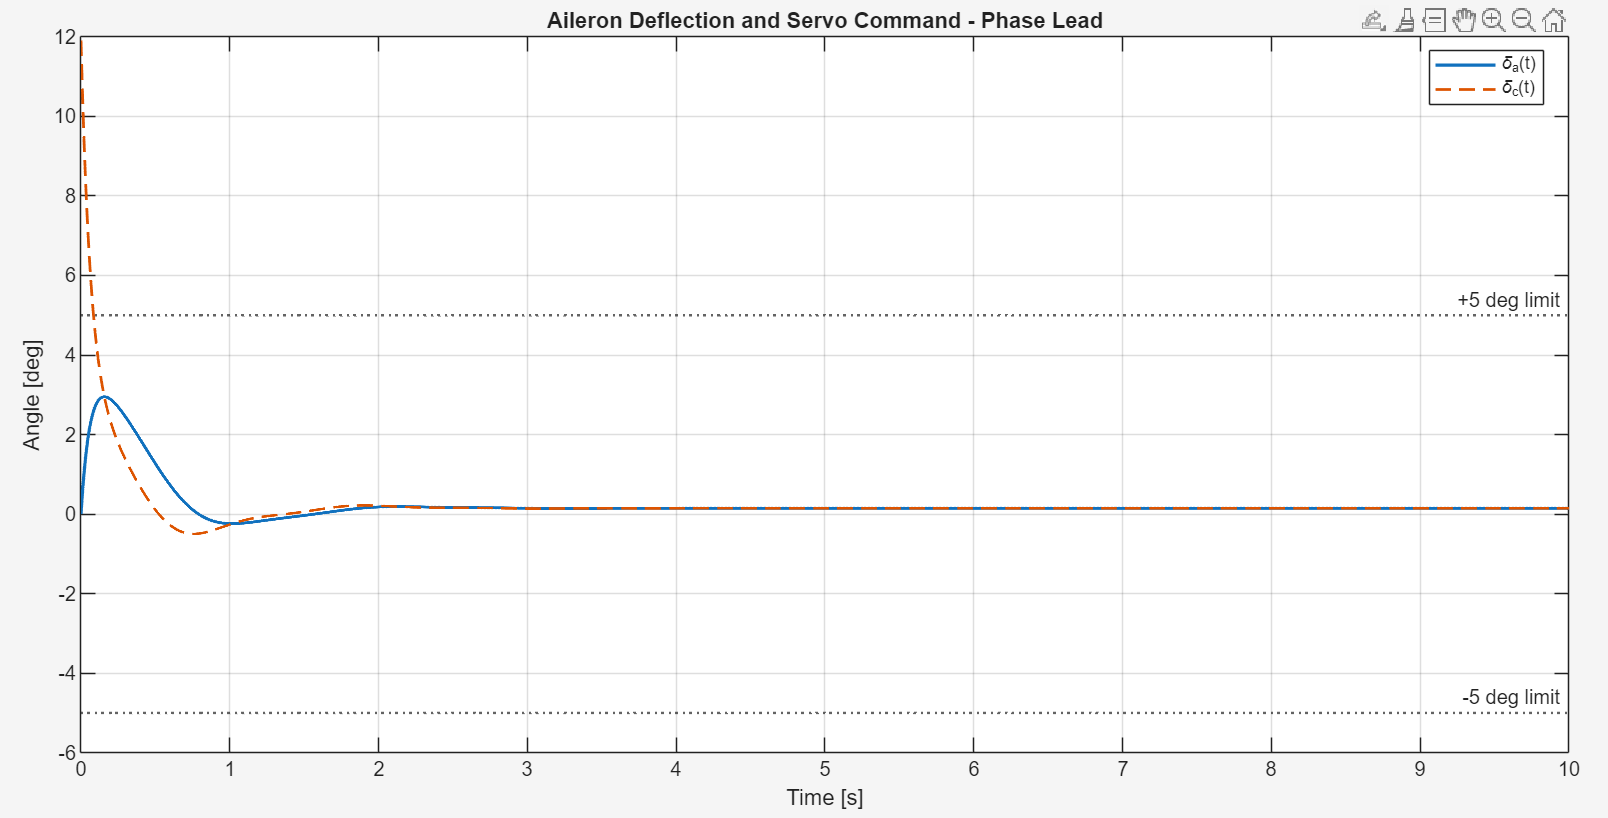 Aileron Deflection and Servo Command - Phase Lead
δa(t)
δc(t)
12
10
8
6
4
2
0
-2
-4
-6
+5 deg limit
-5 deg limit
Angle [deg]
0 1 2 3 4 5 6 7 8 9 10
Time [s]